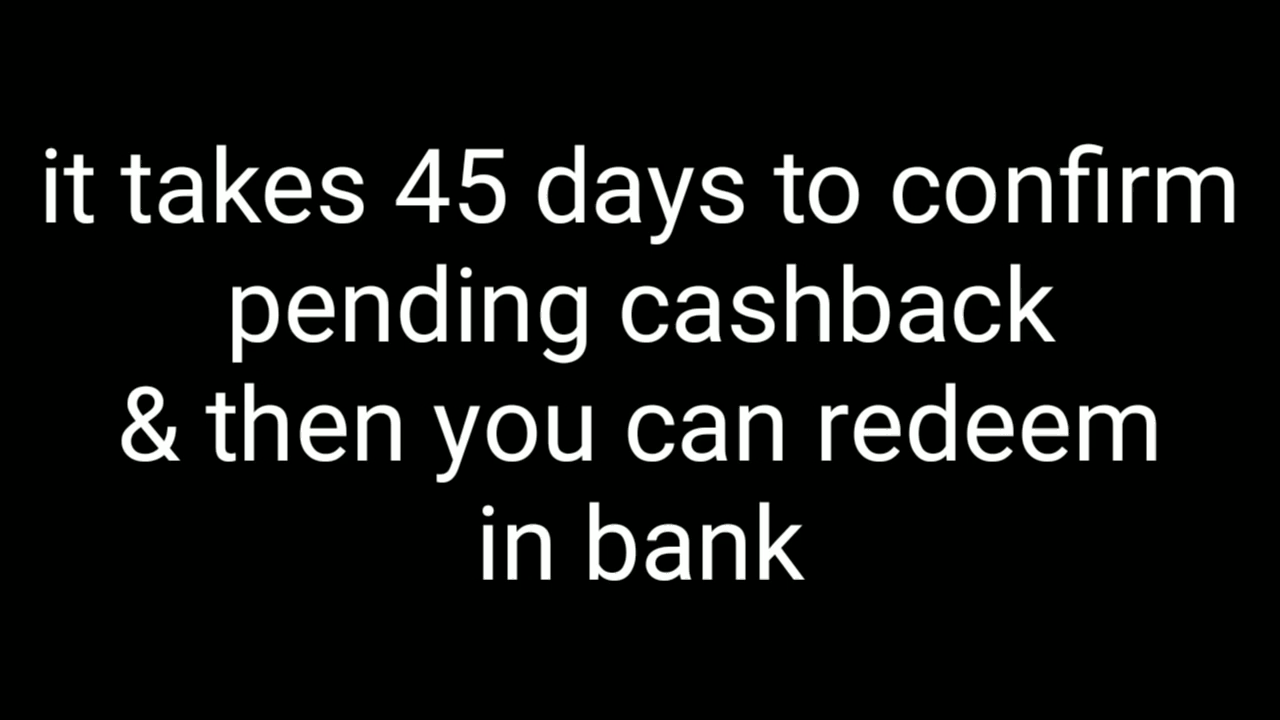 it takes 45 days to confirm
pending cashback
& then you can redeem
in bank